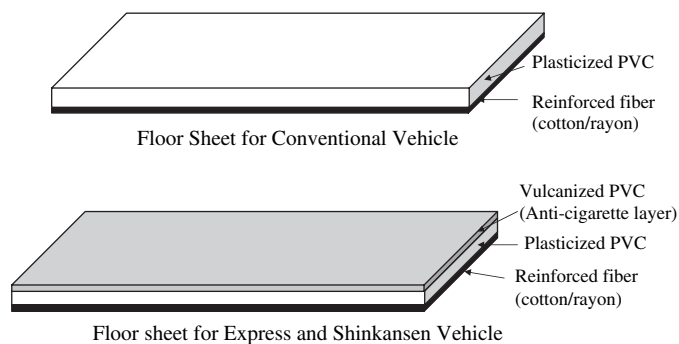 Plasticized PVC
Reinforced fiber
(cotton/rayon)
Floor Sheet for Conventional Vehicle
Vulcanized PVC
(Anti-cigarette layer)
Plasticized PVC
Reinforced fiber
(cotton/rayon)
Floor sheet for Express and Shinkansen Vehicle